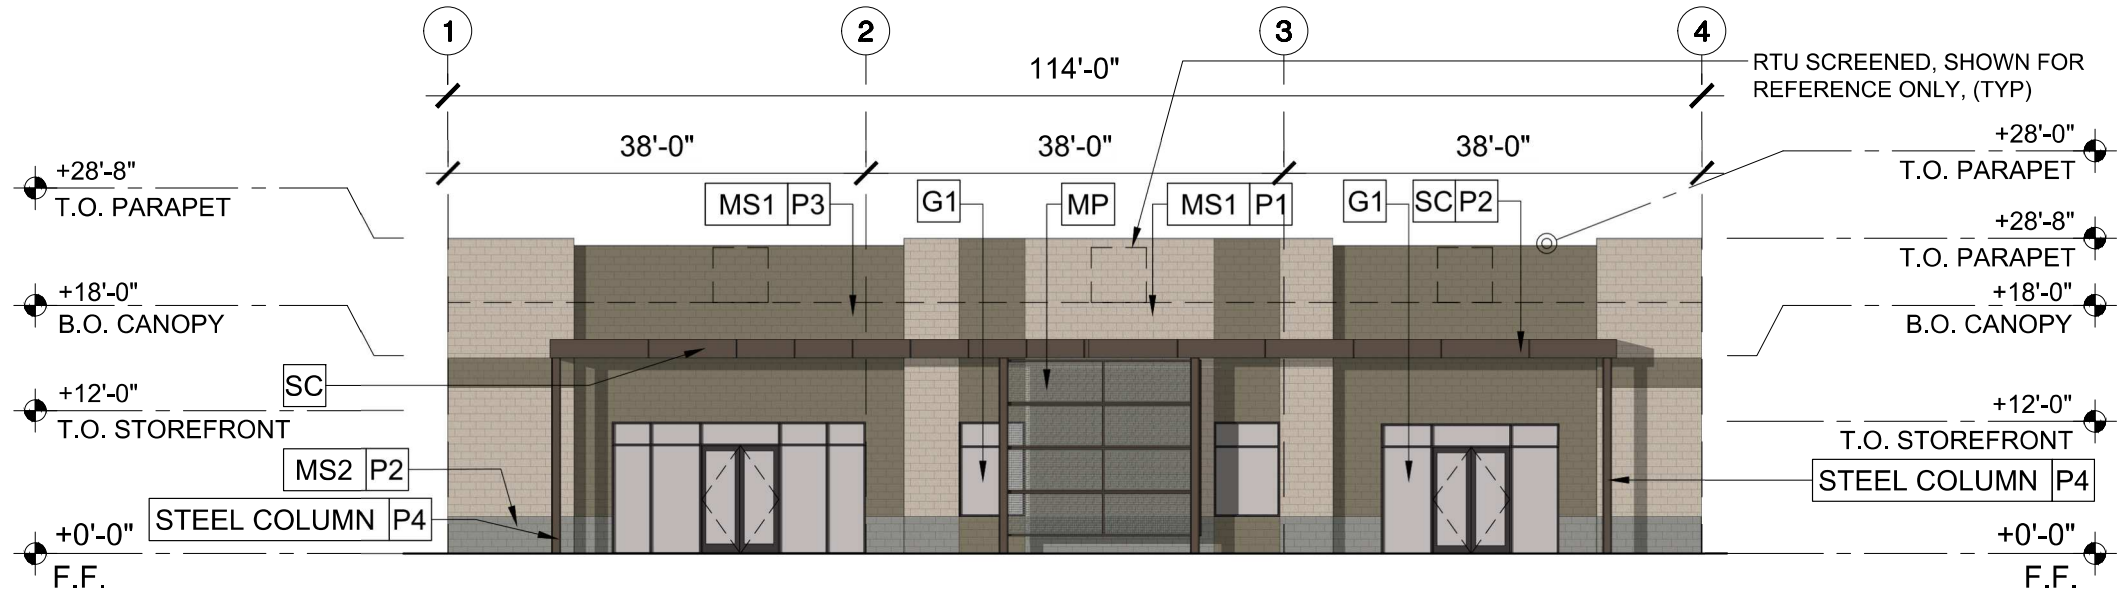 1
2
3
4
114'-0"
RTU SCREENED, SHOWN FOR
REFERENCE ONLY, (TYP)
38'-0"
38'-0"
38'-0"
+28'-8"
T.O. PARAPET
+28'-0"
T.O. PARAPET
MS1 P3
G1
MP
MS1 P1
G1
SC P2
+28'-8"
T.O. PARAPET
+18'-0"
B.O. CANOPY
+18'-0"
B.O. CANOPY
SC
+12'-0"
T.O. STOREFRONT
+12'-0"
T.O. STOREFRONT
MS2 P2
STEEL COLUMN P4
STEEL COLUMN P4
+0'-0"
F.F.
+0'-0"
F.F.